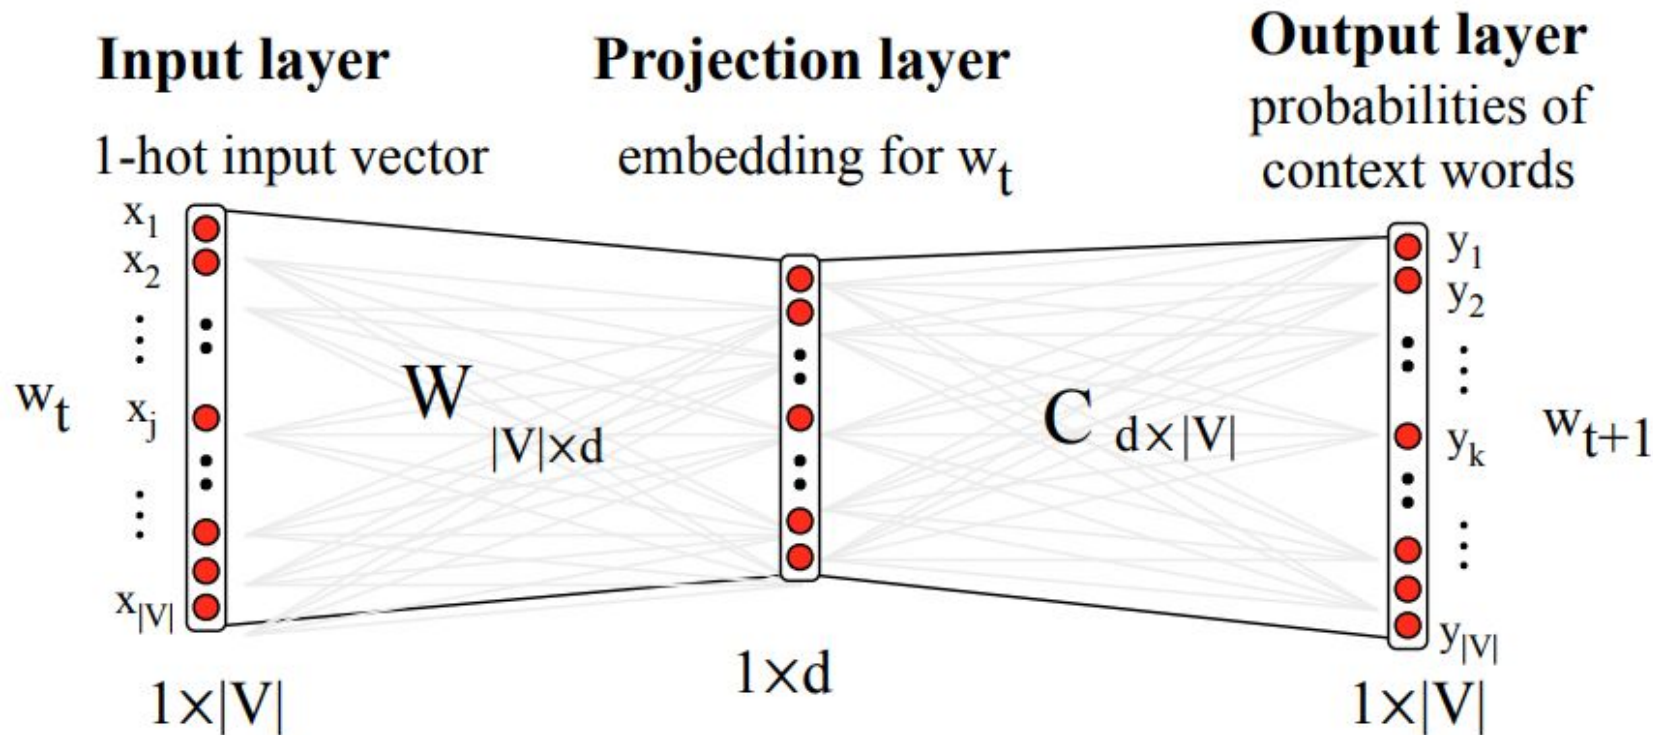 Input layer
1-hot input vector
Projection layer
embedding for wt
Output layer
probabilities of
context words
x1
x2
⋮
xj
⋮
x|V|
wt
W |V|×d
C d×|V|
y1
y2
⋮
yk
⋮
y|V|
wt+1
1×|V|
1×d
1×|V|